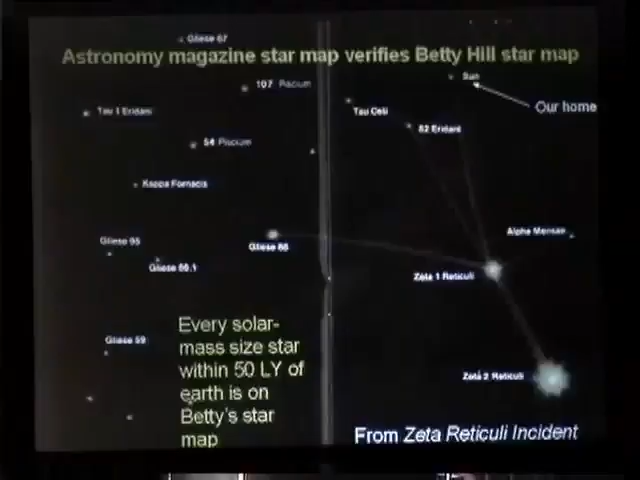 Gliese 67
Astronomy magazine star map verifies Betty Hill star map
Sun
107 Piscium
Our home
Tau 1 Eridani
Tau Ceti
82 Eridani
54 Piscium
Kappa Fornacis
Alpha Mensae
Gliese 95
Gliese 86
Gliese 86.1
Zeta 1 Reticuli
Every solar-
mass size star
within 50 LY of
earth is on
Betty's star
map
Gliese 59
Zeta 2 Reticuli
From Zeta Reticuli Incident